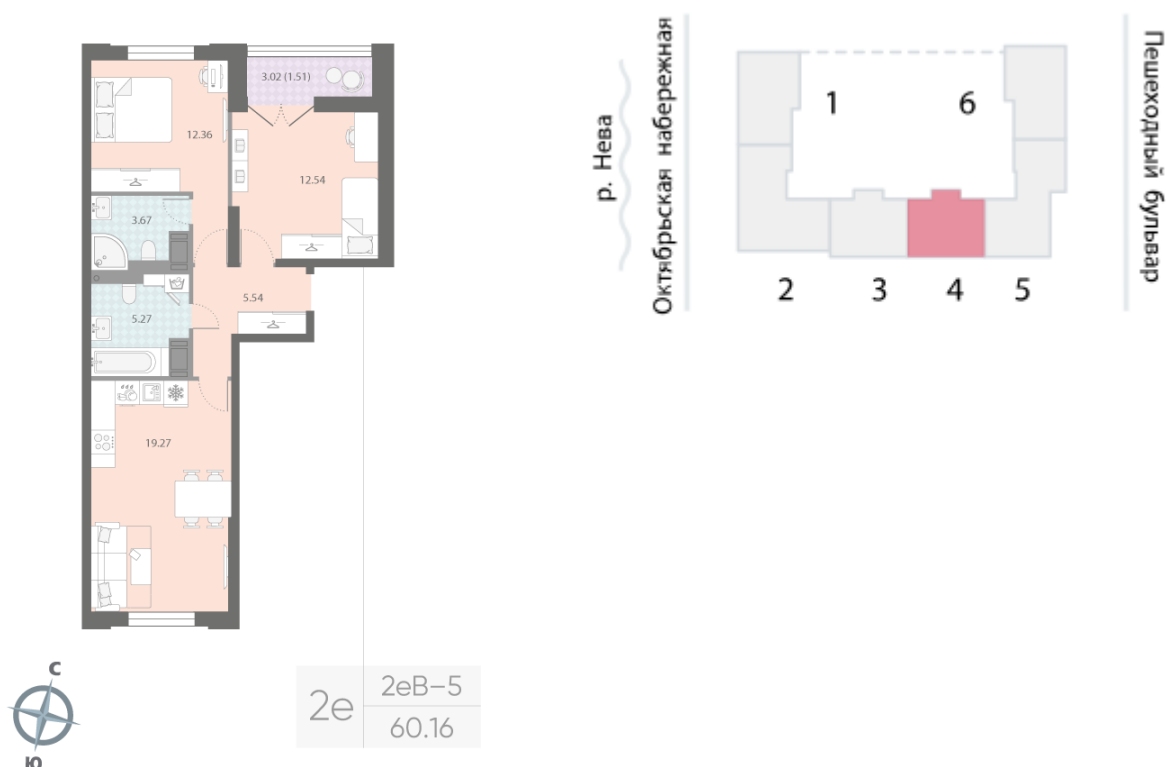 3.02 (1.51)
12.36
12.54
3.67
5.54
5.27
19.27
С
Ю
2е
2еВ–5
60.16
р. Нева
Октябрьская набережная
1
6
2
3
4
5
Пешеходный бульвар